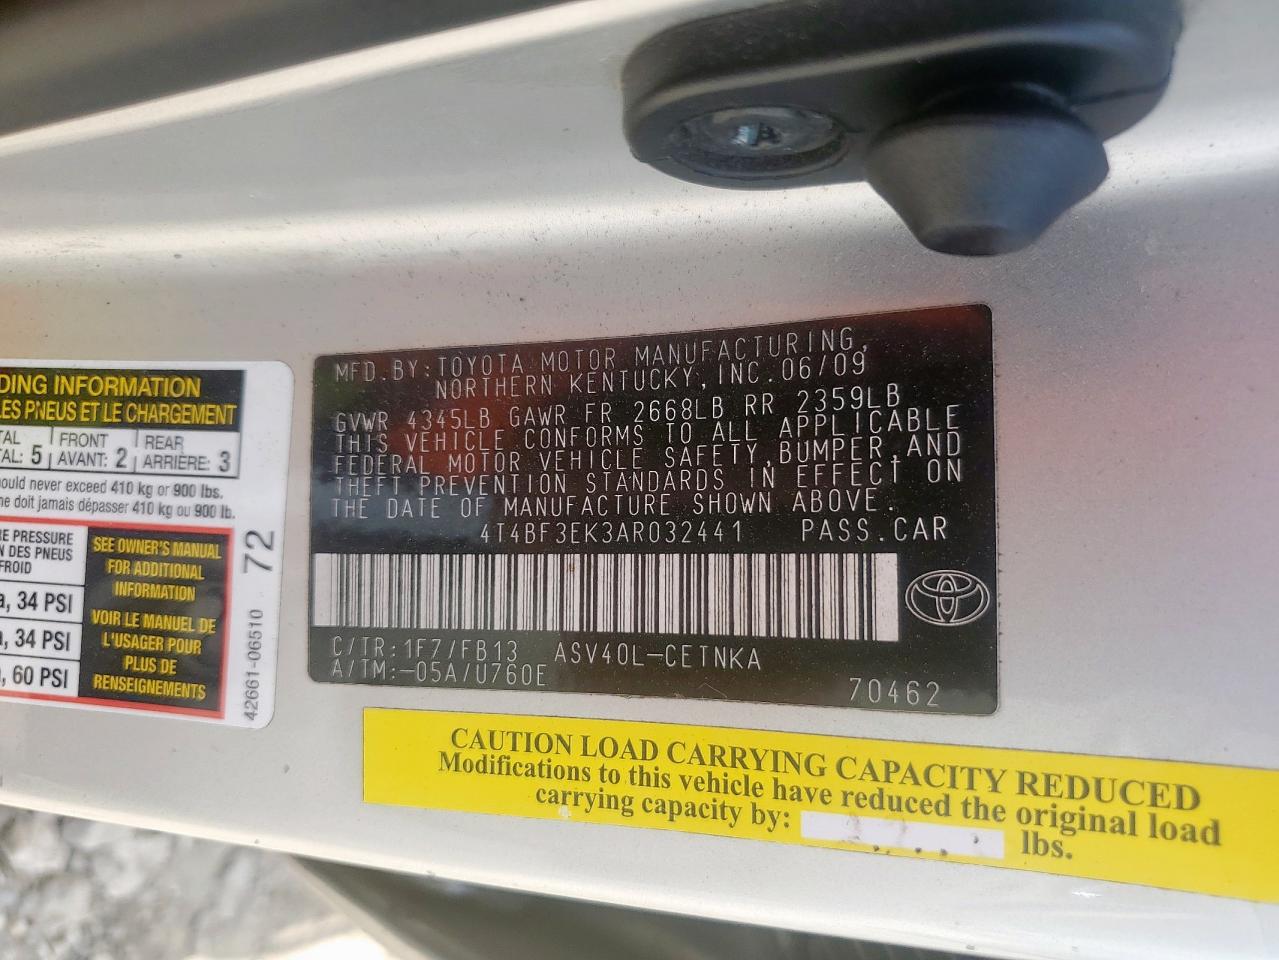 DING INFORMATION
LES PNEUS ET LE CHARGEMENT
TAL
TAL: 5
FRONT
AVANT: 2
REAR
ARRIÈRE: 3
ould never exceed 410 kg or 900 lbs.
ne doit jamais dépasser 410 kg ou 900 lb.
RE PRESSURE
ON DES PNEUS
FROID
a, 34 PSI
a, 34 PSI
a, 60 PSI
SEE OWNER'S MANUAL
FOR ADDITIONAL
INFORMATION
VOIR LE MANUEL DE
L'USAGER POUR
PLUS DE
RENSEIGNEMENTS
72
42661-06510
MFD.BY:TOYOTA MOTOR MANUFACTURING,
NORTHERN KENTUCKY,INC.06/09
GVWR 4345LB GAWR FR 2668LB RR 2359LB
THIS VEHICLE CONFORMS TO ALL APPLICABLE
FEDERAL MOTOR VEHICLE SAFETY,BUMPER,AND
THEFT PREVENTION STANDARDS IN EFFECT ON
THE DATE OF MANUFACTURE SHOWN ABOVE.
4T4BF3EK3AR032441 PASS.CAR
C/TR:1F7/FB13 ASV40L-CETNKA
A/TM:-05A/U760E
70462
CAUTION LOAD CARRYING CAPACITY REDUCED
Modifications to this vehicle have reduced the original load
carrying capacity by: lbs.